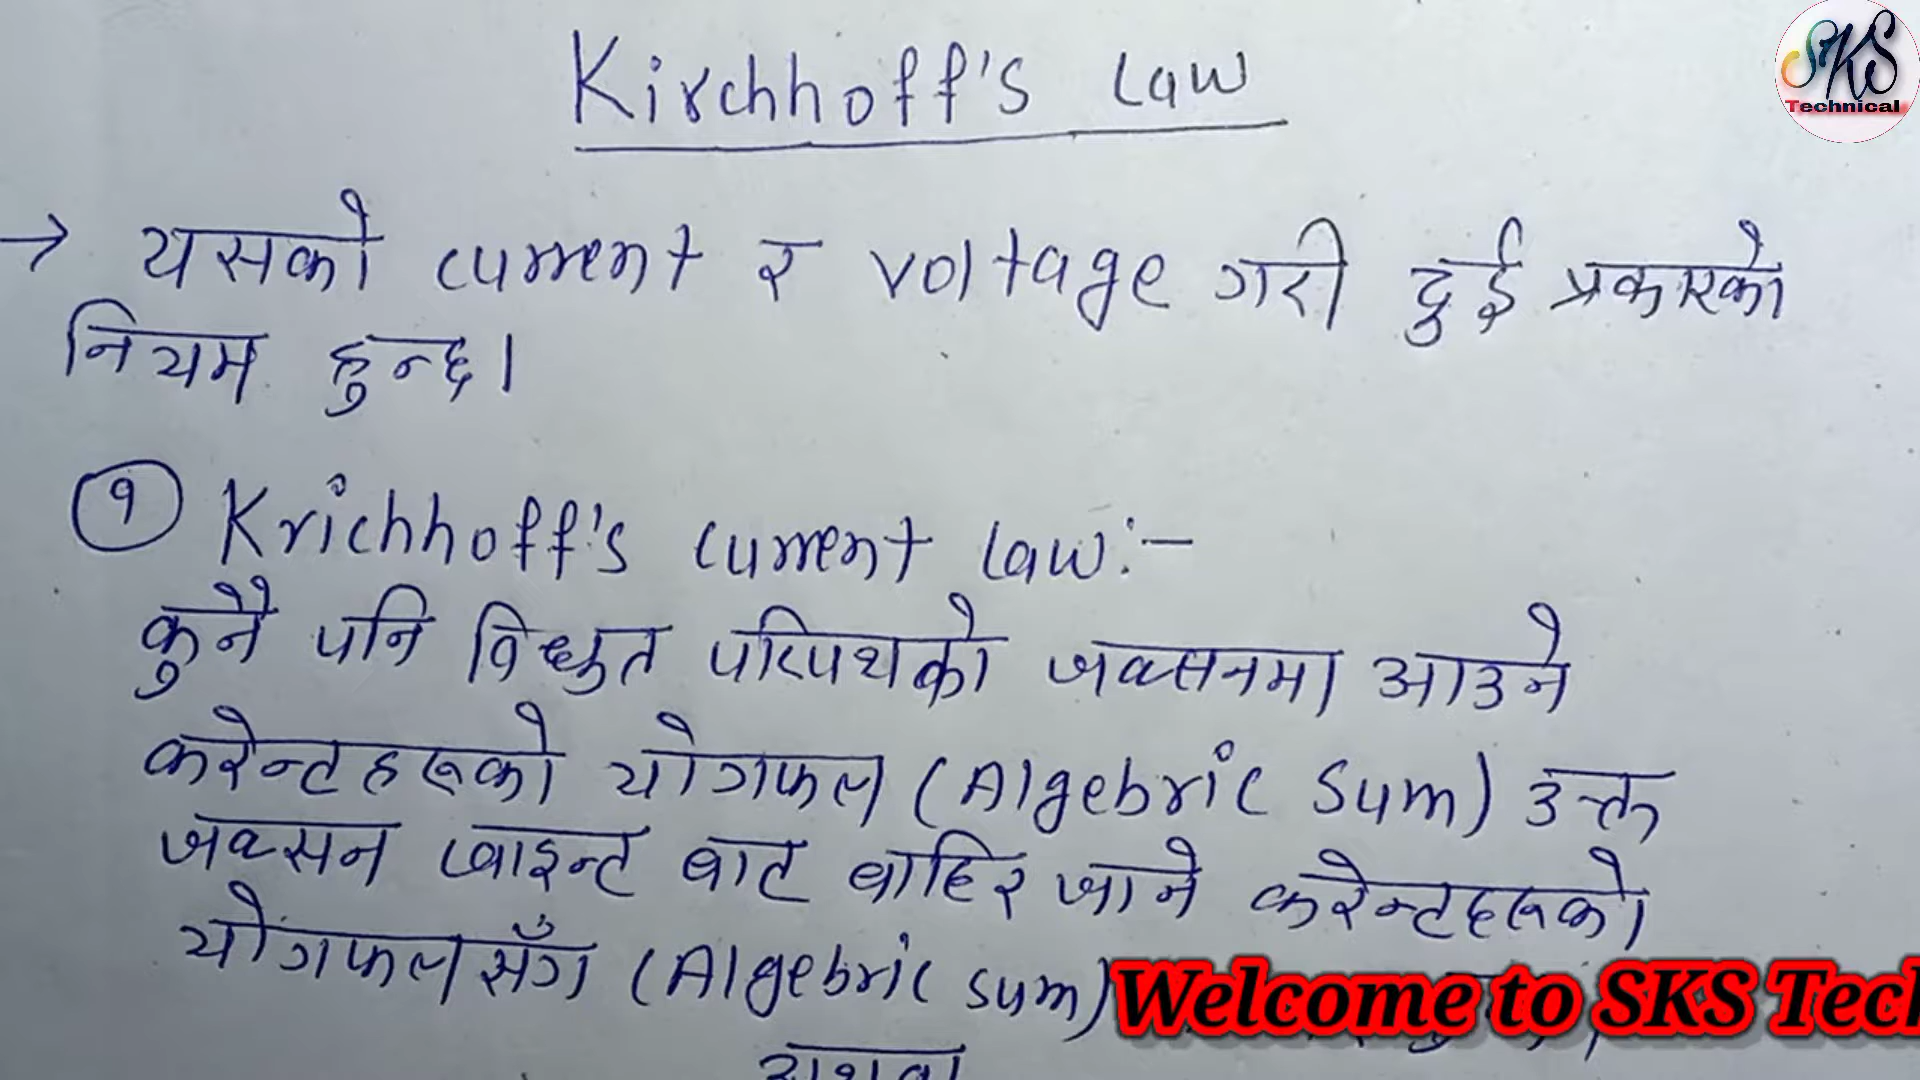 SKS
Technical
Kirchhoff's Law
→ यसको current र voltage गरी दुई प्रकारको
नियम हुन्छ।
१ Krichhoff's current law:-
कुनै पनि विधुत परिपथको जक्सनमा आउने
करेन्टहरूको योगफल (Algebric Sum) उक्त
जक्सन प्वाइन्ट बाट बाहिर जाने करेन्टहरूको
योगफलसँग (Algebric sum)
Welcome to SKS Tech
अथवा